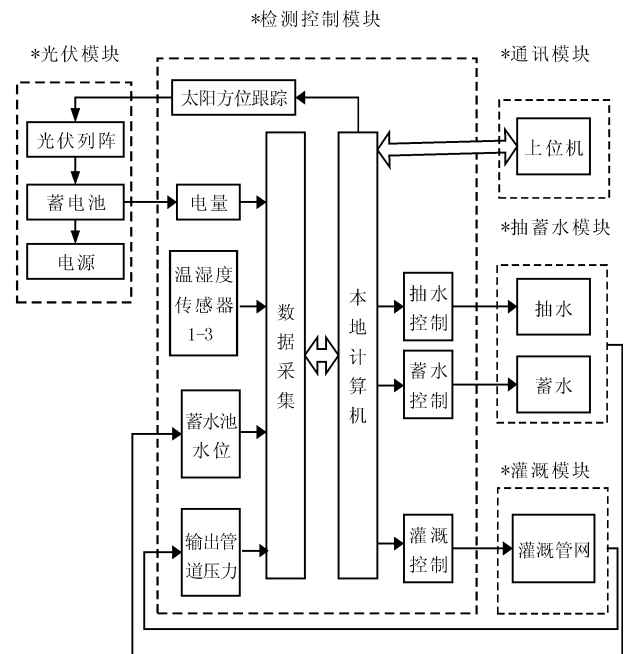 *检测控制模块
*光伏模块
*通讯模块
太阳方位跟踪
光伏列阵
上位机
蓄电池
电量
*抽蓄水模块
电源
温湿度
传感器
1-3
数据采集
本地计算机
抽水
控制
抽水
蓄水
控制
蓄水
蓄水池
水位
*灌溉模块
输出管
道压力
灌溉
控制
灌溉管网